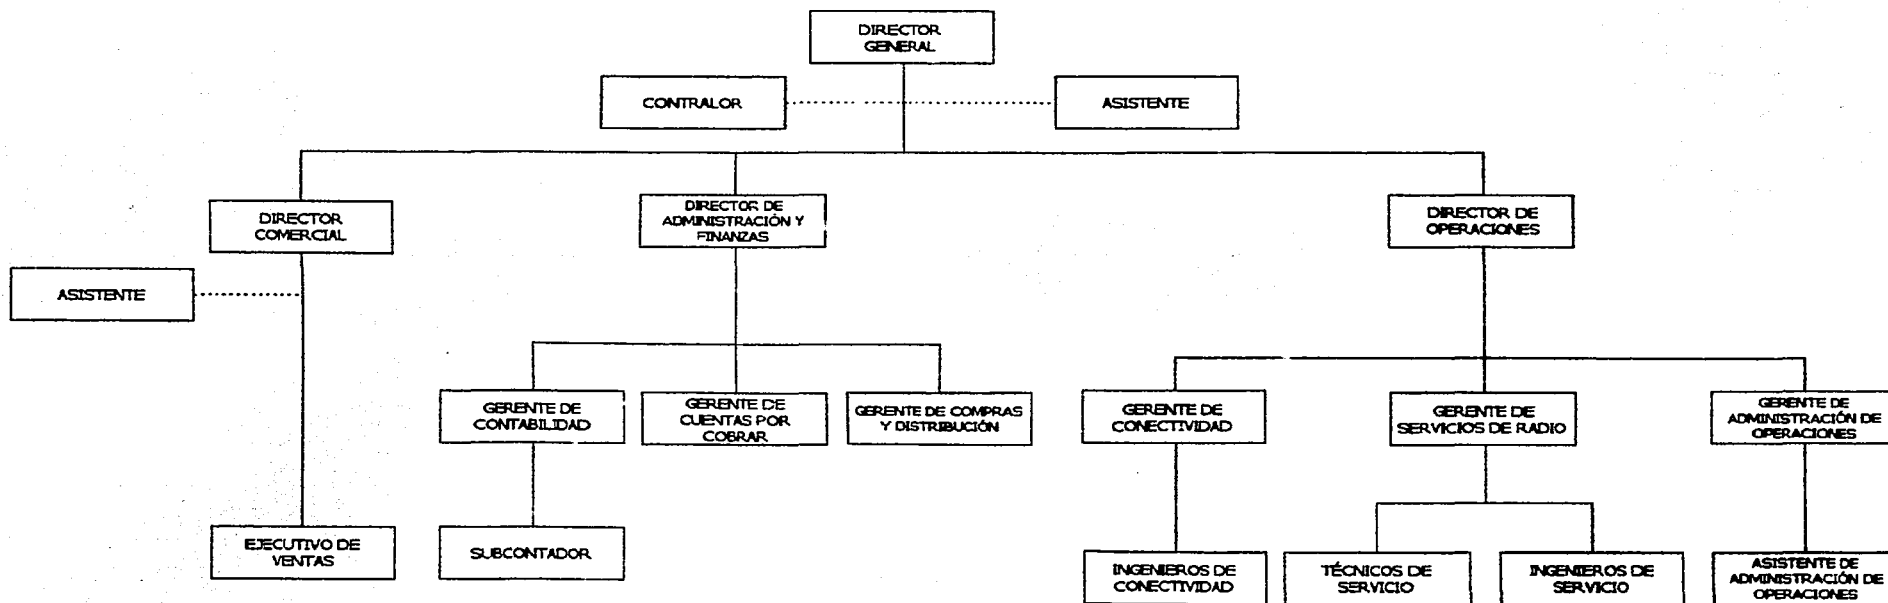 DIRECTOR
GENERAL
CONTRALOR
ASISTENTE
DIRECTOR
COMERCIAL
DIRECTOR DE
ADMINISTRACIÓN Y
FINANZAS
DIRECTOR DE
OPERACIONES
ASISTENTE
GERENTE DE
CONTABILIDAD
GERENTE DE
CUENTAS POR
COBRAR
GERENTE DE COMPRAS
Y DISTRIBUCIÓN
GERENTE DE
CONECTIVIDAD
GERENTE DE
SERVICIOS DE RADIO
GERENTE DE
ADMINISTRACIÓN DE
OPERACIONES
EJECUTIVO DE
VENTAS
SUBCONTADOR
INGENIEROS DE
CONECTIVIDAD
TÉCNICOS DE
SERVICIO
INGENIEROS DE
SERVICIO
ASISTENTE DE
ADMINISTRACIÓN DE
OPERACIONES